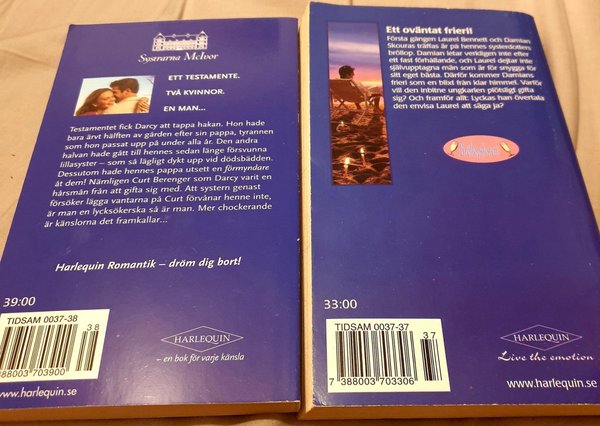 Systrarna McIvor
ETT TESTAMENTE.
TVÅ KVINNOR.
EN MAN...
Testamentet fick Darcy att tappa hakan. Hon hade
bara ärvt hälften av gården efter sin pappa, tyrannen
som hon passat upp på under alla år. Den andra
halvan hade gått till hennes sedan länge försvunna
lillasyster – som så lägligt dykt upp vid dödsbädden.
Dessutom hade hennes pappa utsett en förmyndare
åt dem! Nämligen Curt Berenger som Darcy varit en
hårsmån från att gifta sig med. Att systern genast
försöker lägga vantarna på Curt förvånar henne inte,
är man en lycksökerska så är man. Mer chockerande
är känslorna det framkallar...
Harlequin Romantik – dröm dig bort!
39:00
TIDSAM 0037-38
38
7 388003 703900
HARLEQUIN
– en bok för varje känsla
www.harlequin.se
Ett oväntat frieri!
Första gången Laurel Bennett och Damian
Skouras träffas är på hennes systerdotters
bröllop. Damian letar verkligen inte efter
ett fast förhållande, och Laurel dejtar inte
självupptagna män som är för snygga för
sitt eget bästa. Därför kommer Damians
frieri som en blixt från klar himmel. Varför
vill den inbitne ungkarlen plötsligt gifta
sig? Och framför allt: Lyckas han övertala
den envisa Laurel att säga ja?
33:00
TIDSAM 0037-37
37
7 388003 703306
HARLEQUIN
Live the emotion
www.harlequin.se